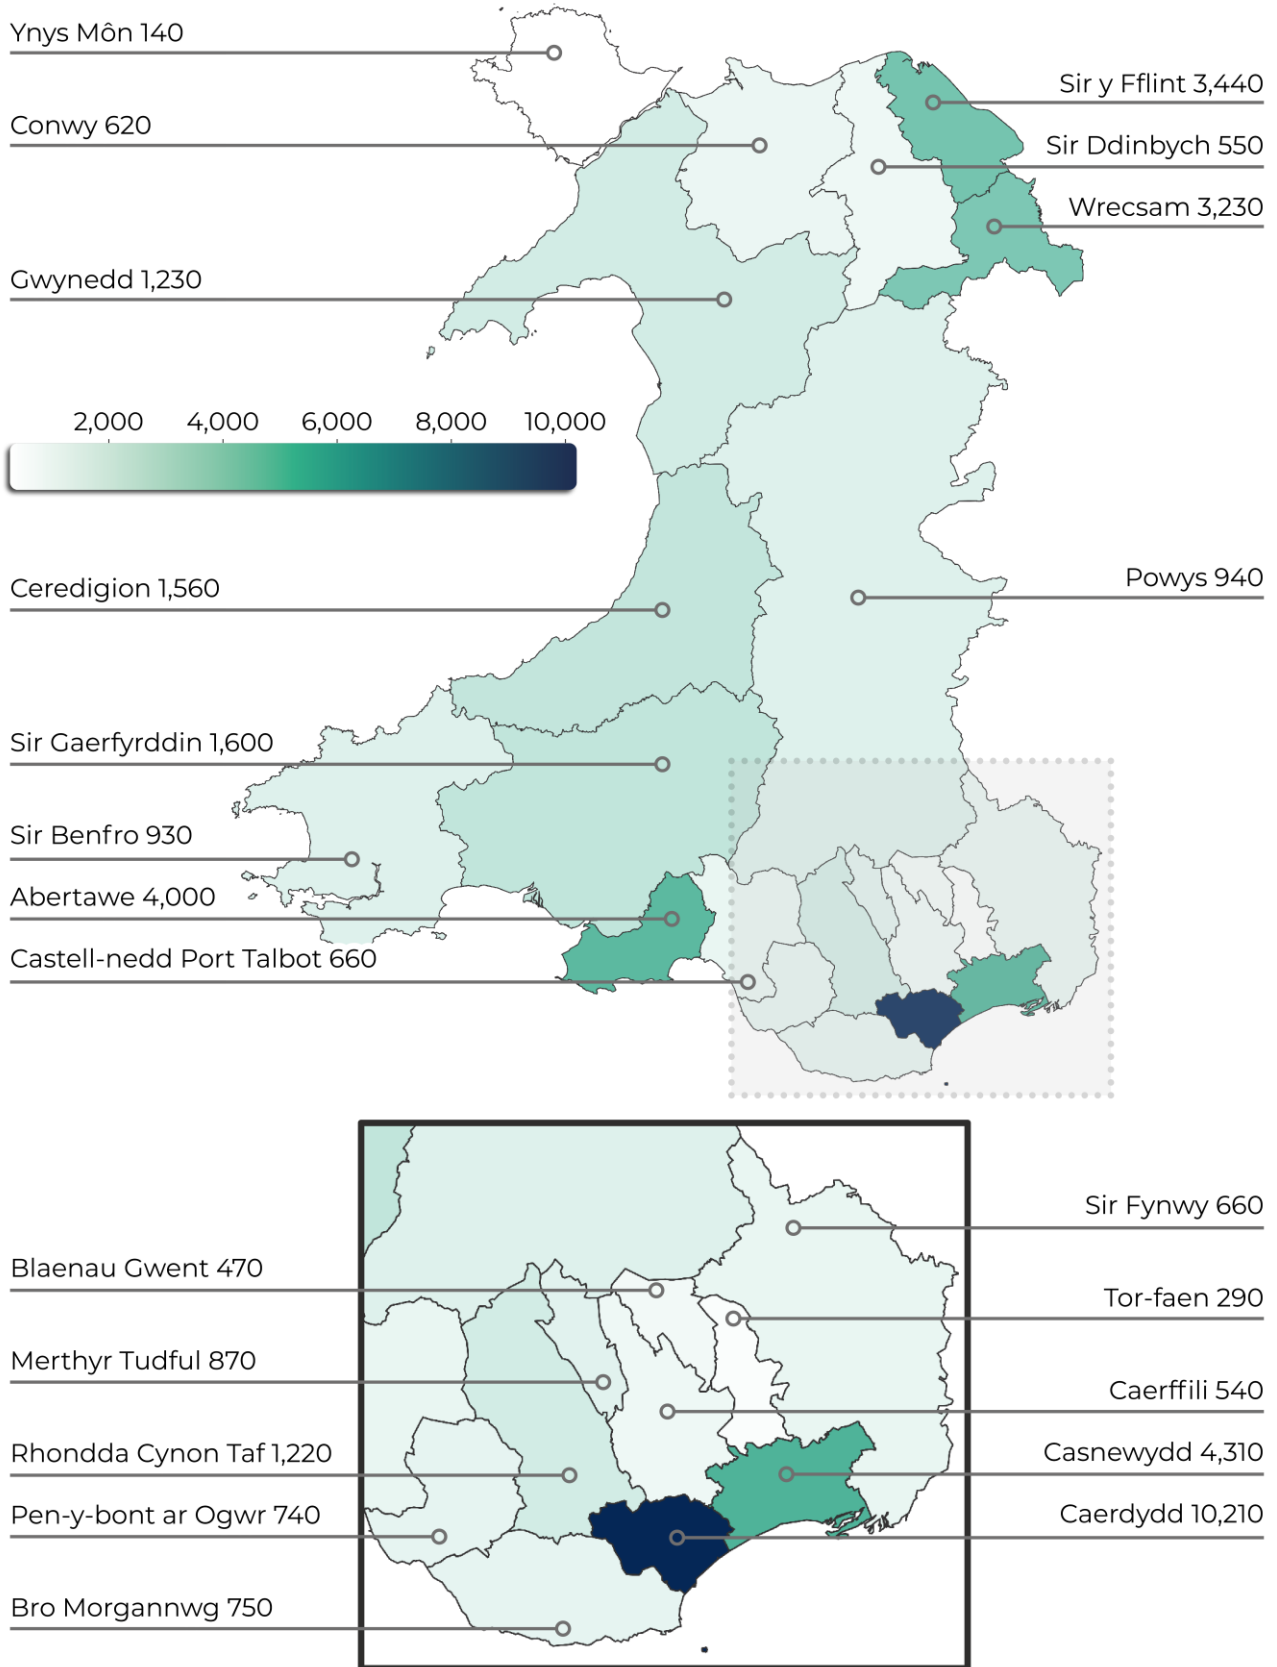 Ynys Môn 140
Sir y Fflint 3,440
Conwy 620
Sir Ddinbych 550
Wrecsam 3,230
Gwynedd 1,230
2,000 4,000 6,000 8,000 10,000
Ceredigion 1,560
Powys 940
Sir Gaerfyrddin 1,600
Sir Benfro 930
Abertawe 4,000
Castell-nedd Port Talbot 660
Sir Fynwy 660
Blaenau Gwent 470
Tor-faen 290
Merthyr Tudful 870
Caerffili 540
Rhondda Cynon Taf 1,220
Casnewydd 4,310
Pen-y-bont ar Ogwr 740
Caerdydd 10,210
Bro Morgannwg 750